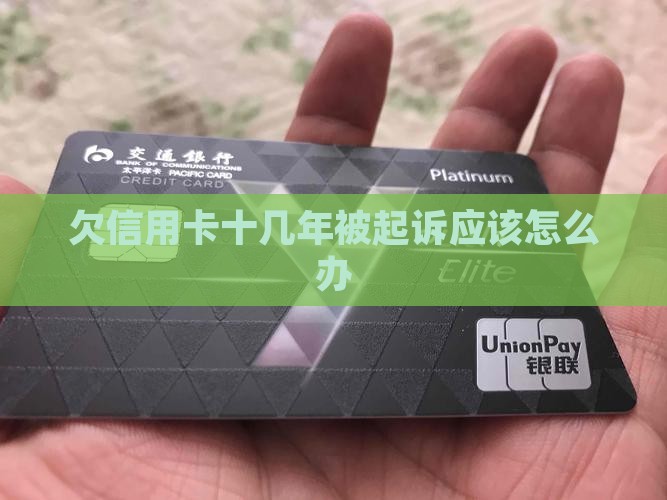 交通銀行
BANK OF COMMUNICATIONS
太平洋卡 PACIFIC CARD
CREDIT CARD
Platinum
欠信用卡十几年被起诉应该怎么
办
Elite
UnionPay
银联